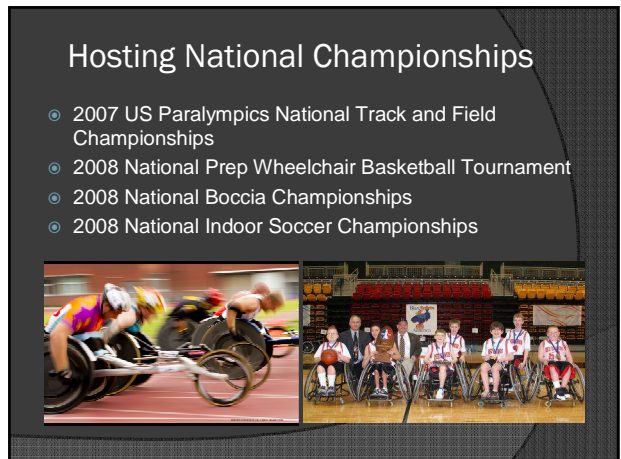 Hosting National Championships
2007 US Paralympics National Track and Field
Championships
2008 National Prep Wheelchair Basketball Tournament
2008 National Boccia Championships
2008 National Indoor Soccer Championships